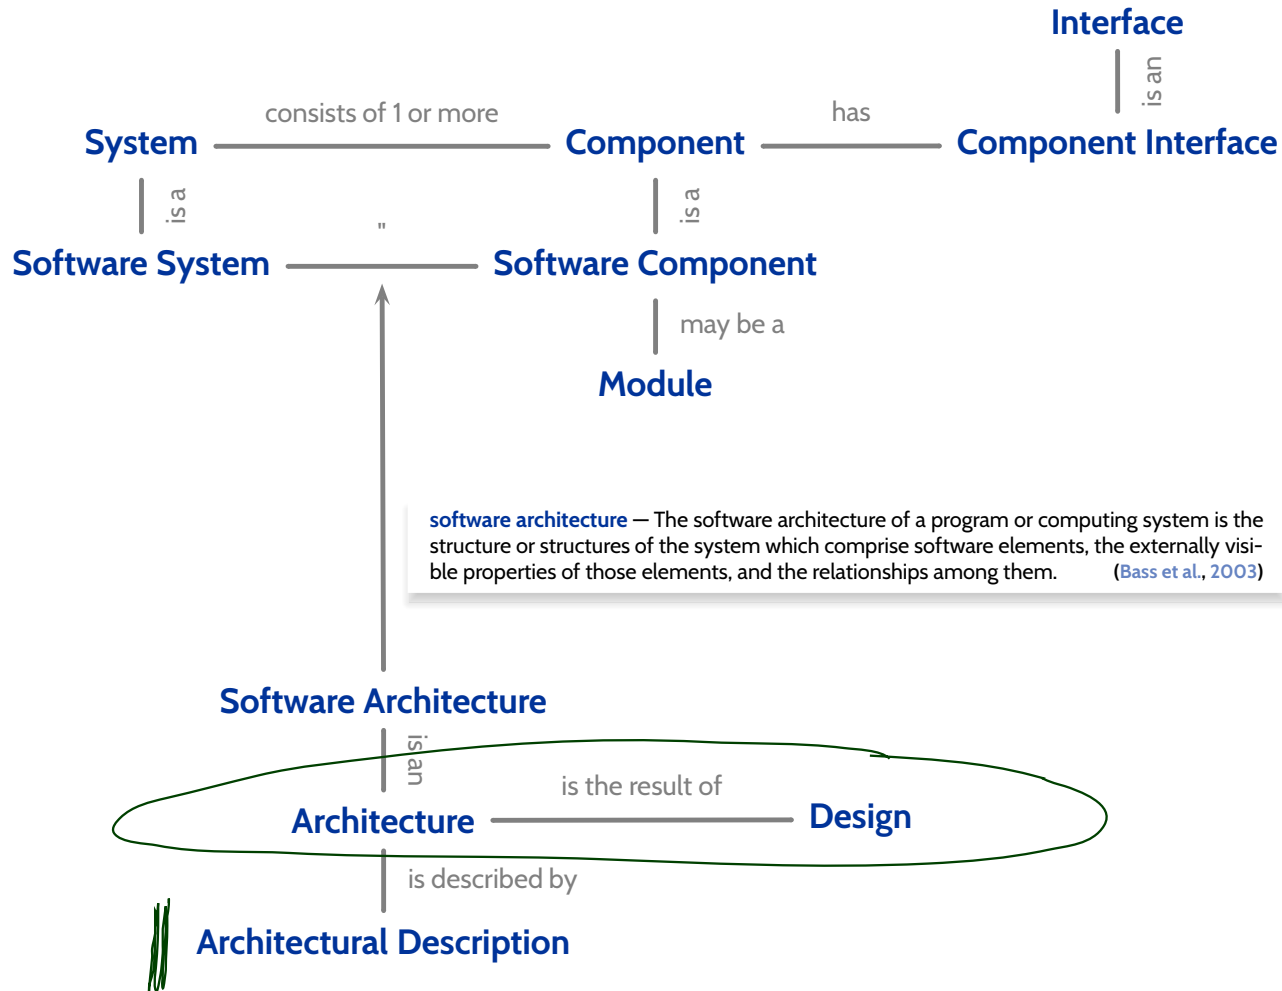 Interface
is an
consists of 1 or more
has
System
Component
Component Interface
is a
is a
"
Software System
Software Component
may be a
Module
software architecture — The software architecture of a program or computing system is the
structure or structures of the system which comprise software elements, the externally visi-
ble properties of those elements, and the relationships among them. (Bass et al., 2003)
Software Architecture
is an
is the result of
Architecture
Design
is described by
Architectural Description